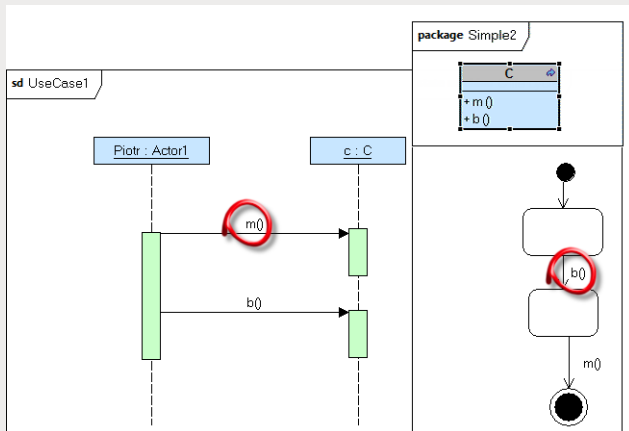 package Simple2
C
+ m ()
+ b ()
sd UseCase1
Piotr : Actor1
c : C
m()
b()
b()
m()